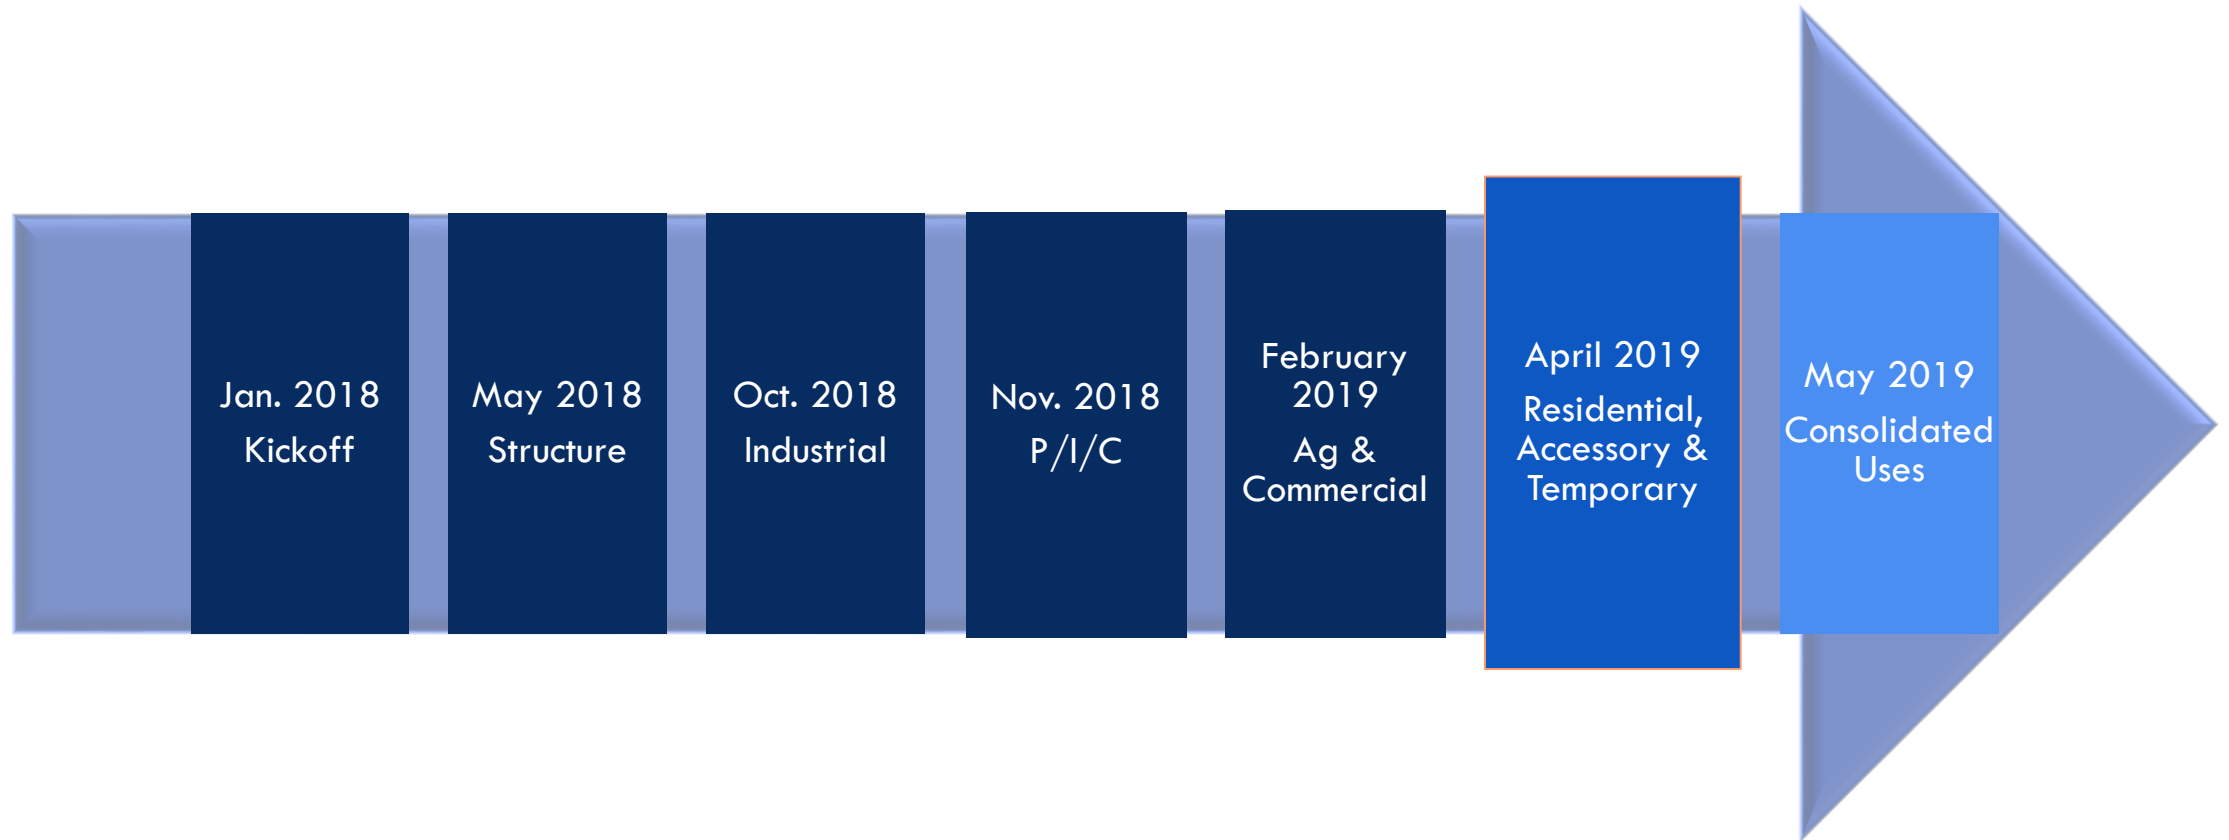 Jan. 2018
Kickoff
May 2018
Structure
Oct. 2018
Industrial
Nov. 2018
P/I/C
February
2019
Ag &
Commercial
April 2019
Residential,
Accessory &
Temporary
May 2019
Consolidated
Uses